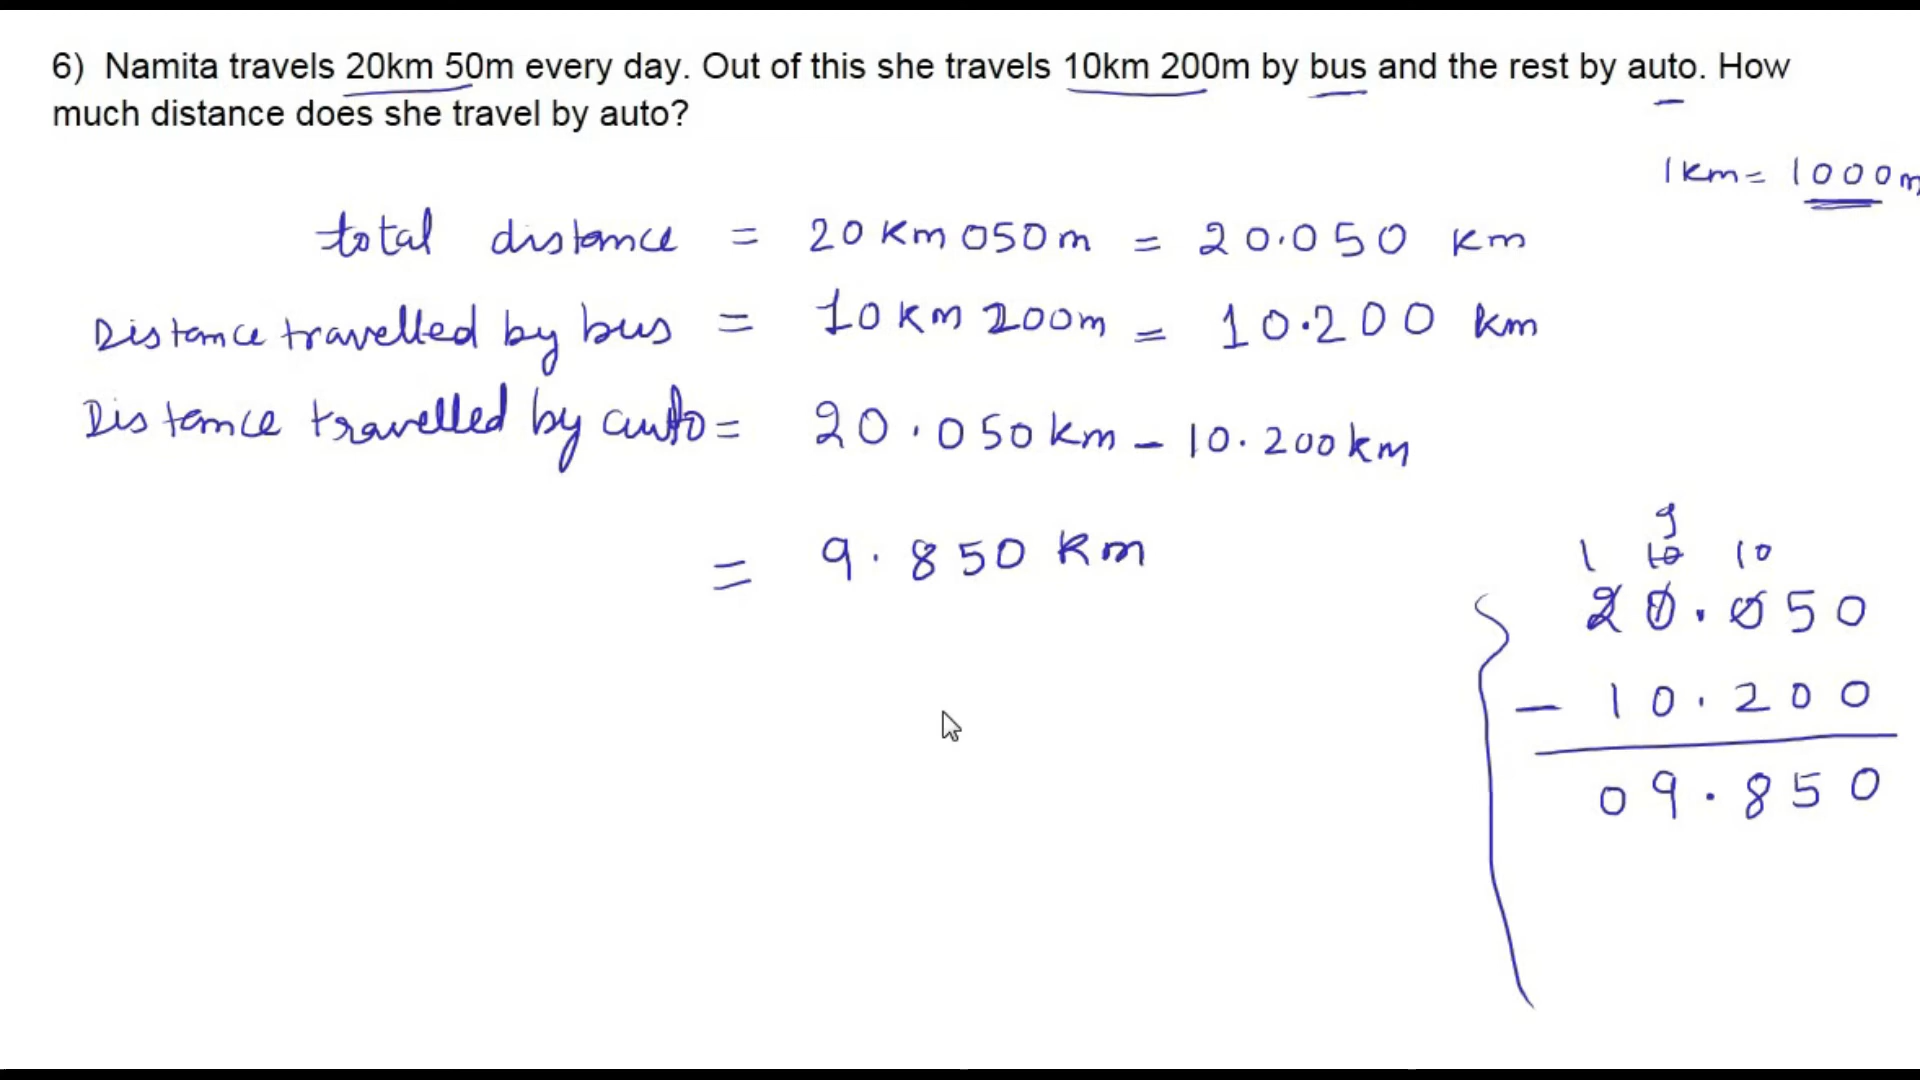 6) Namita travels 20km 50m every day. Out of this she travels 10km 200m by bus and the rest by auto. How
much distance does she travel by auto?
1km = 1000m
total distance = 20 Km 050m = 20.050 Km
Distance travelled by bus = 10 Km 200m = 10.200 km
Distance travelled by auto = 20.050 km - 10.200 km
= 9.850 Km
9
1 10 10
20.050
- 10.200
09.850